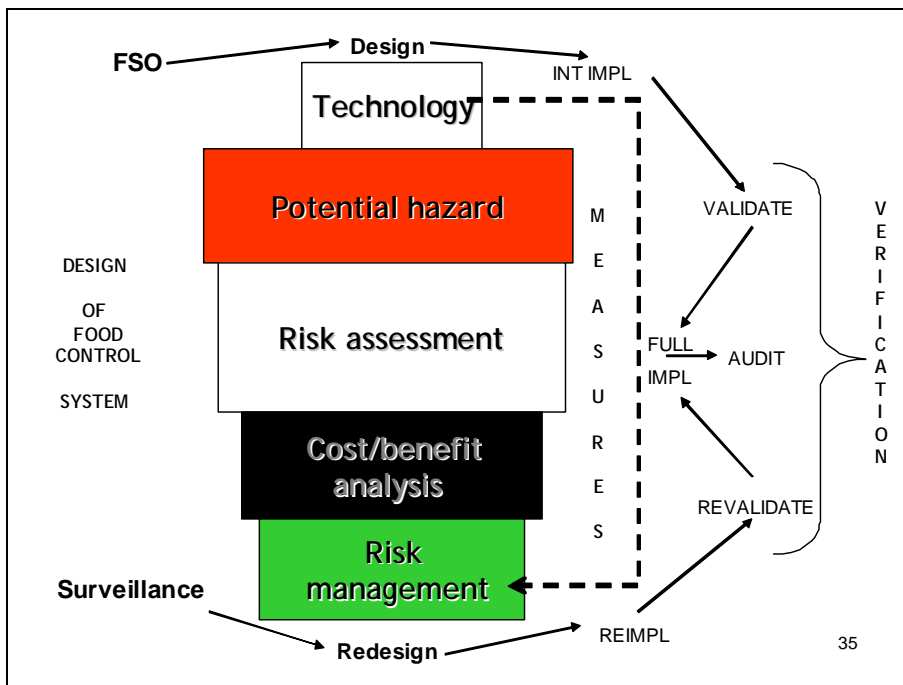 FSO
Design
INT IMPL
Technology
Potential hazard
M
E
A
S
U
R
E
S
VALIDATE
V
E
R
I
F
I
C
A
T
I
O
N
DESIGN
OF
FOOD
CONTROL
SYSTEM
Risk assessment
FULL
IMPL
AUDIT
Cost/benefit
analysis
REVALIDATE
Risk
management
Surveillance
Redesign
REIMPL
35